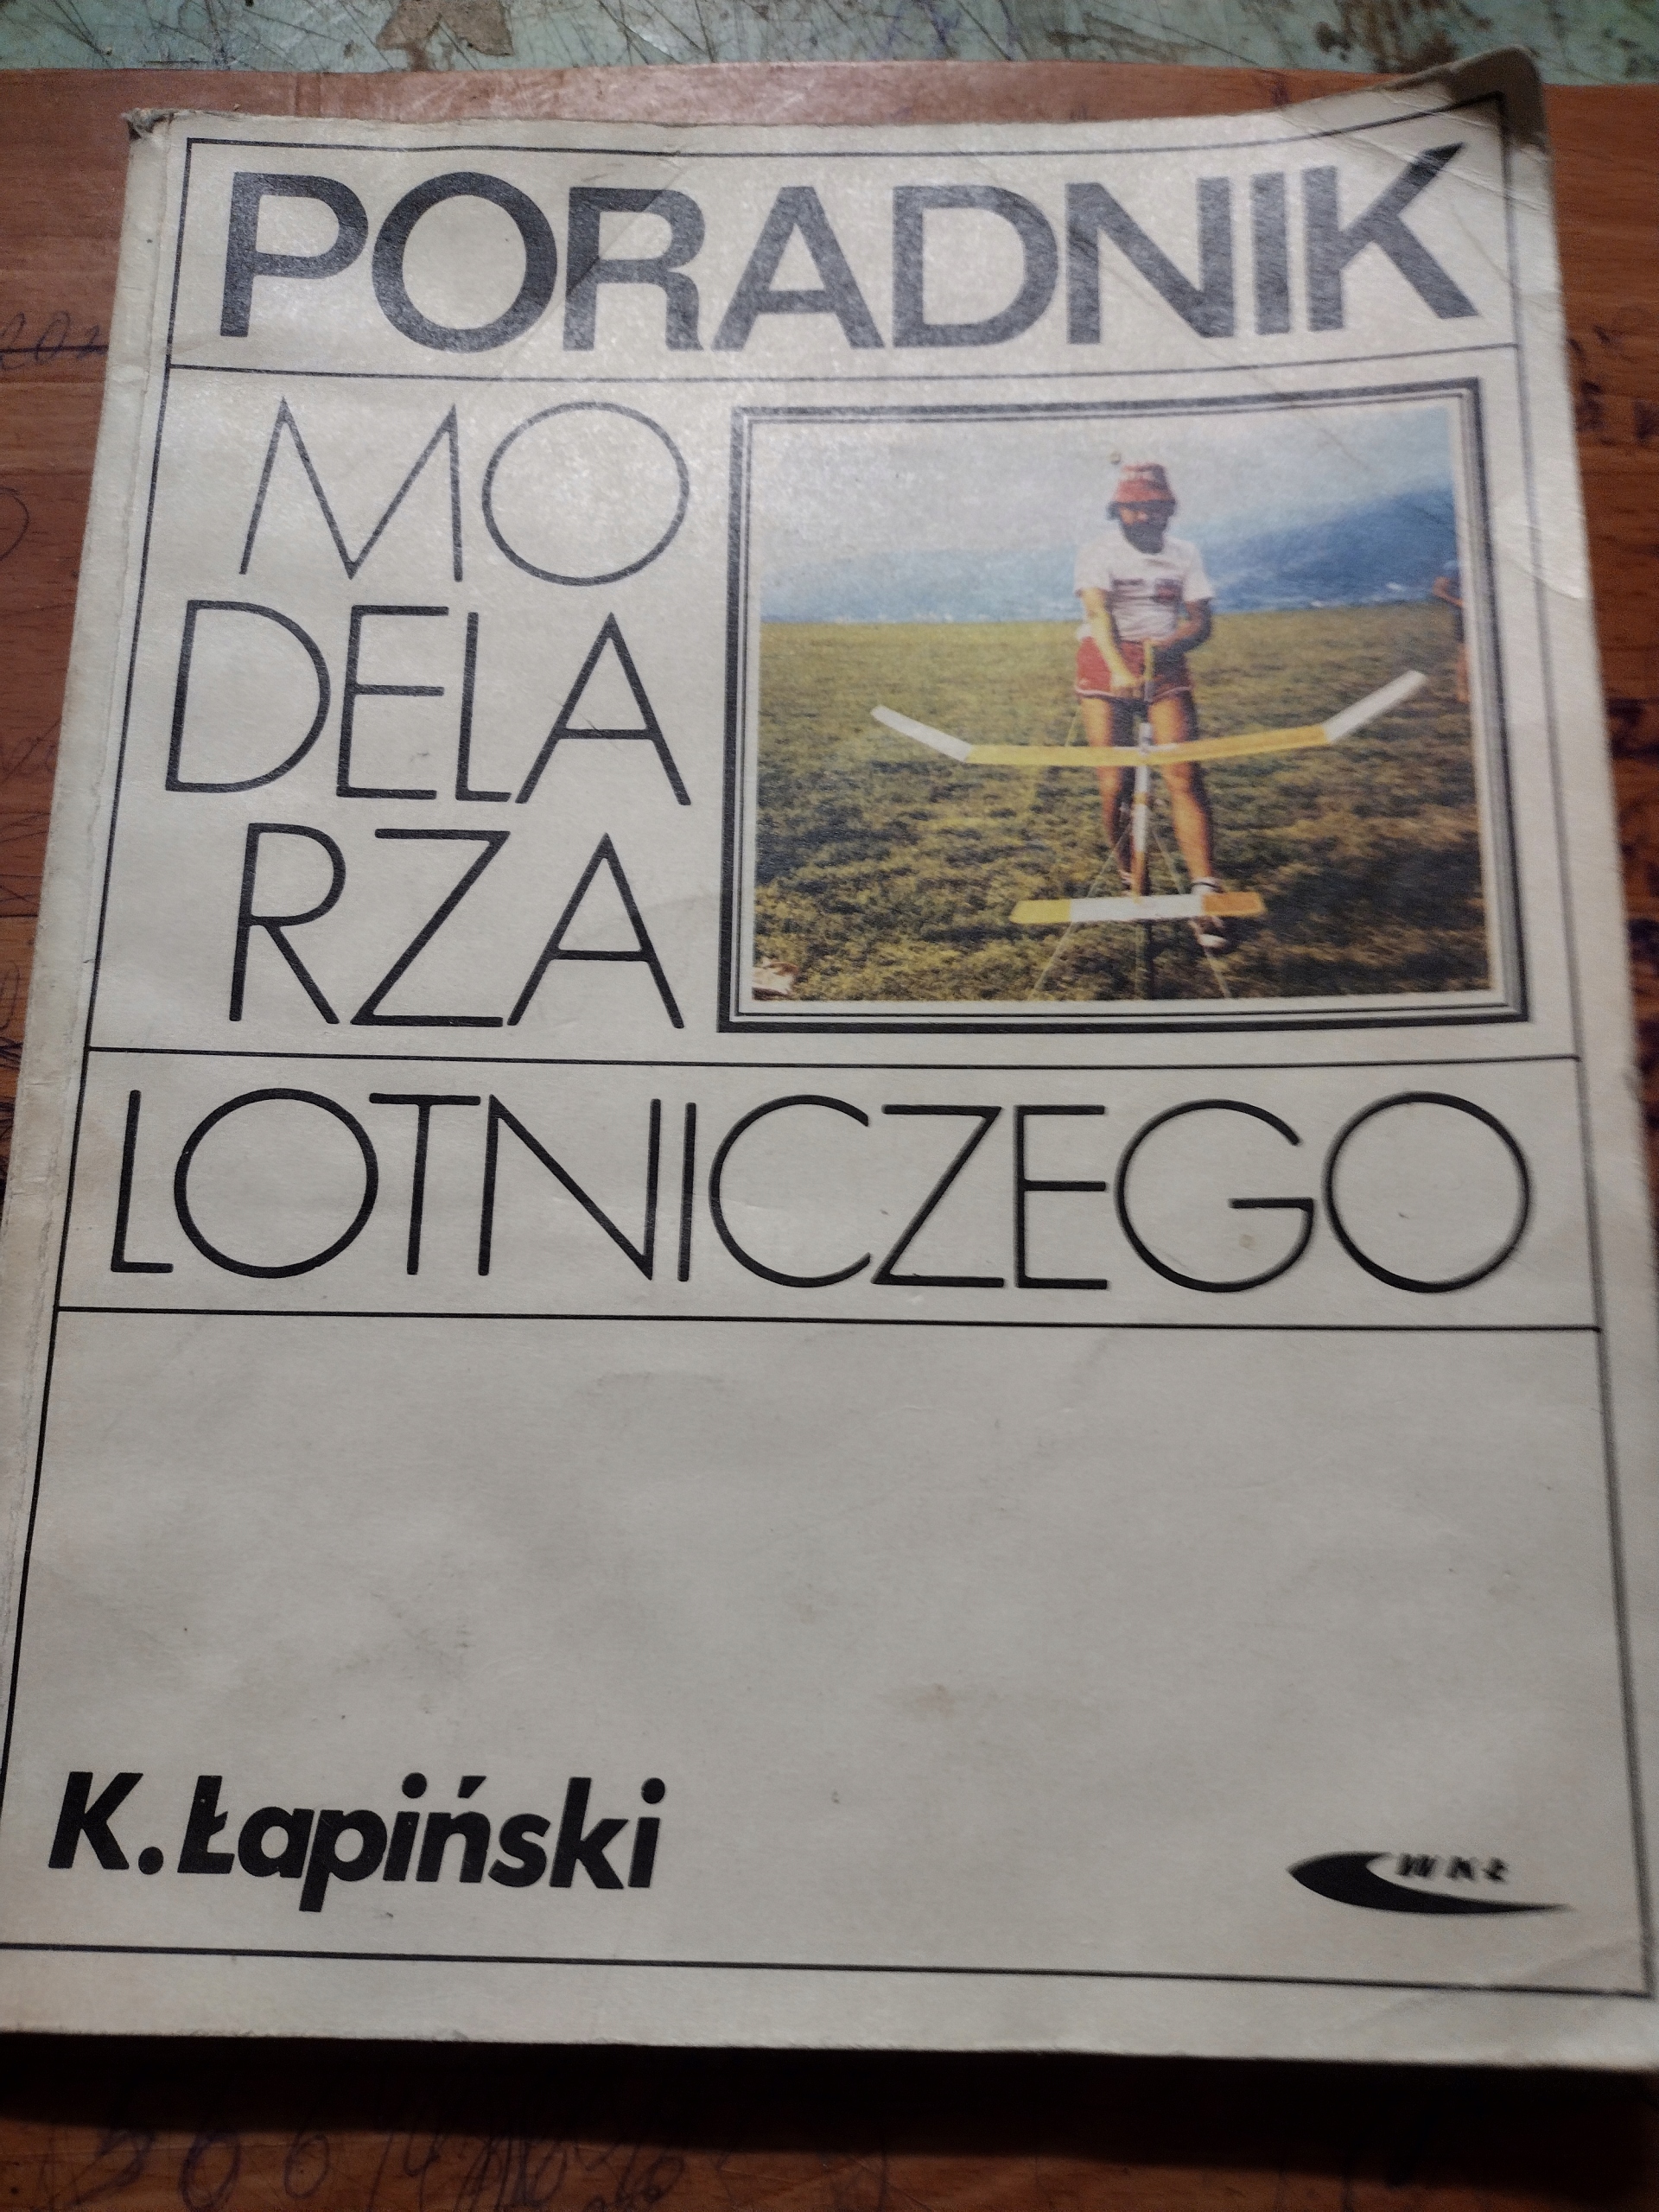 PORADNIK
MO
DELA
RZA
LOTNICZEGO
K. Łapiński
WKŁ